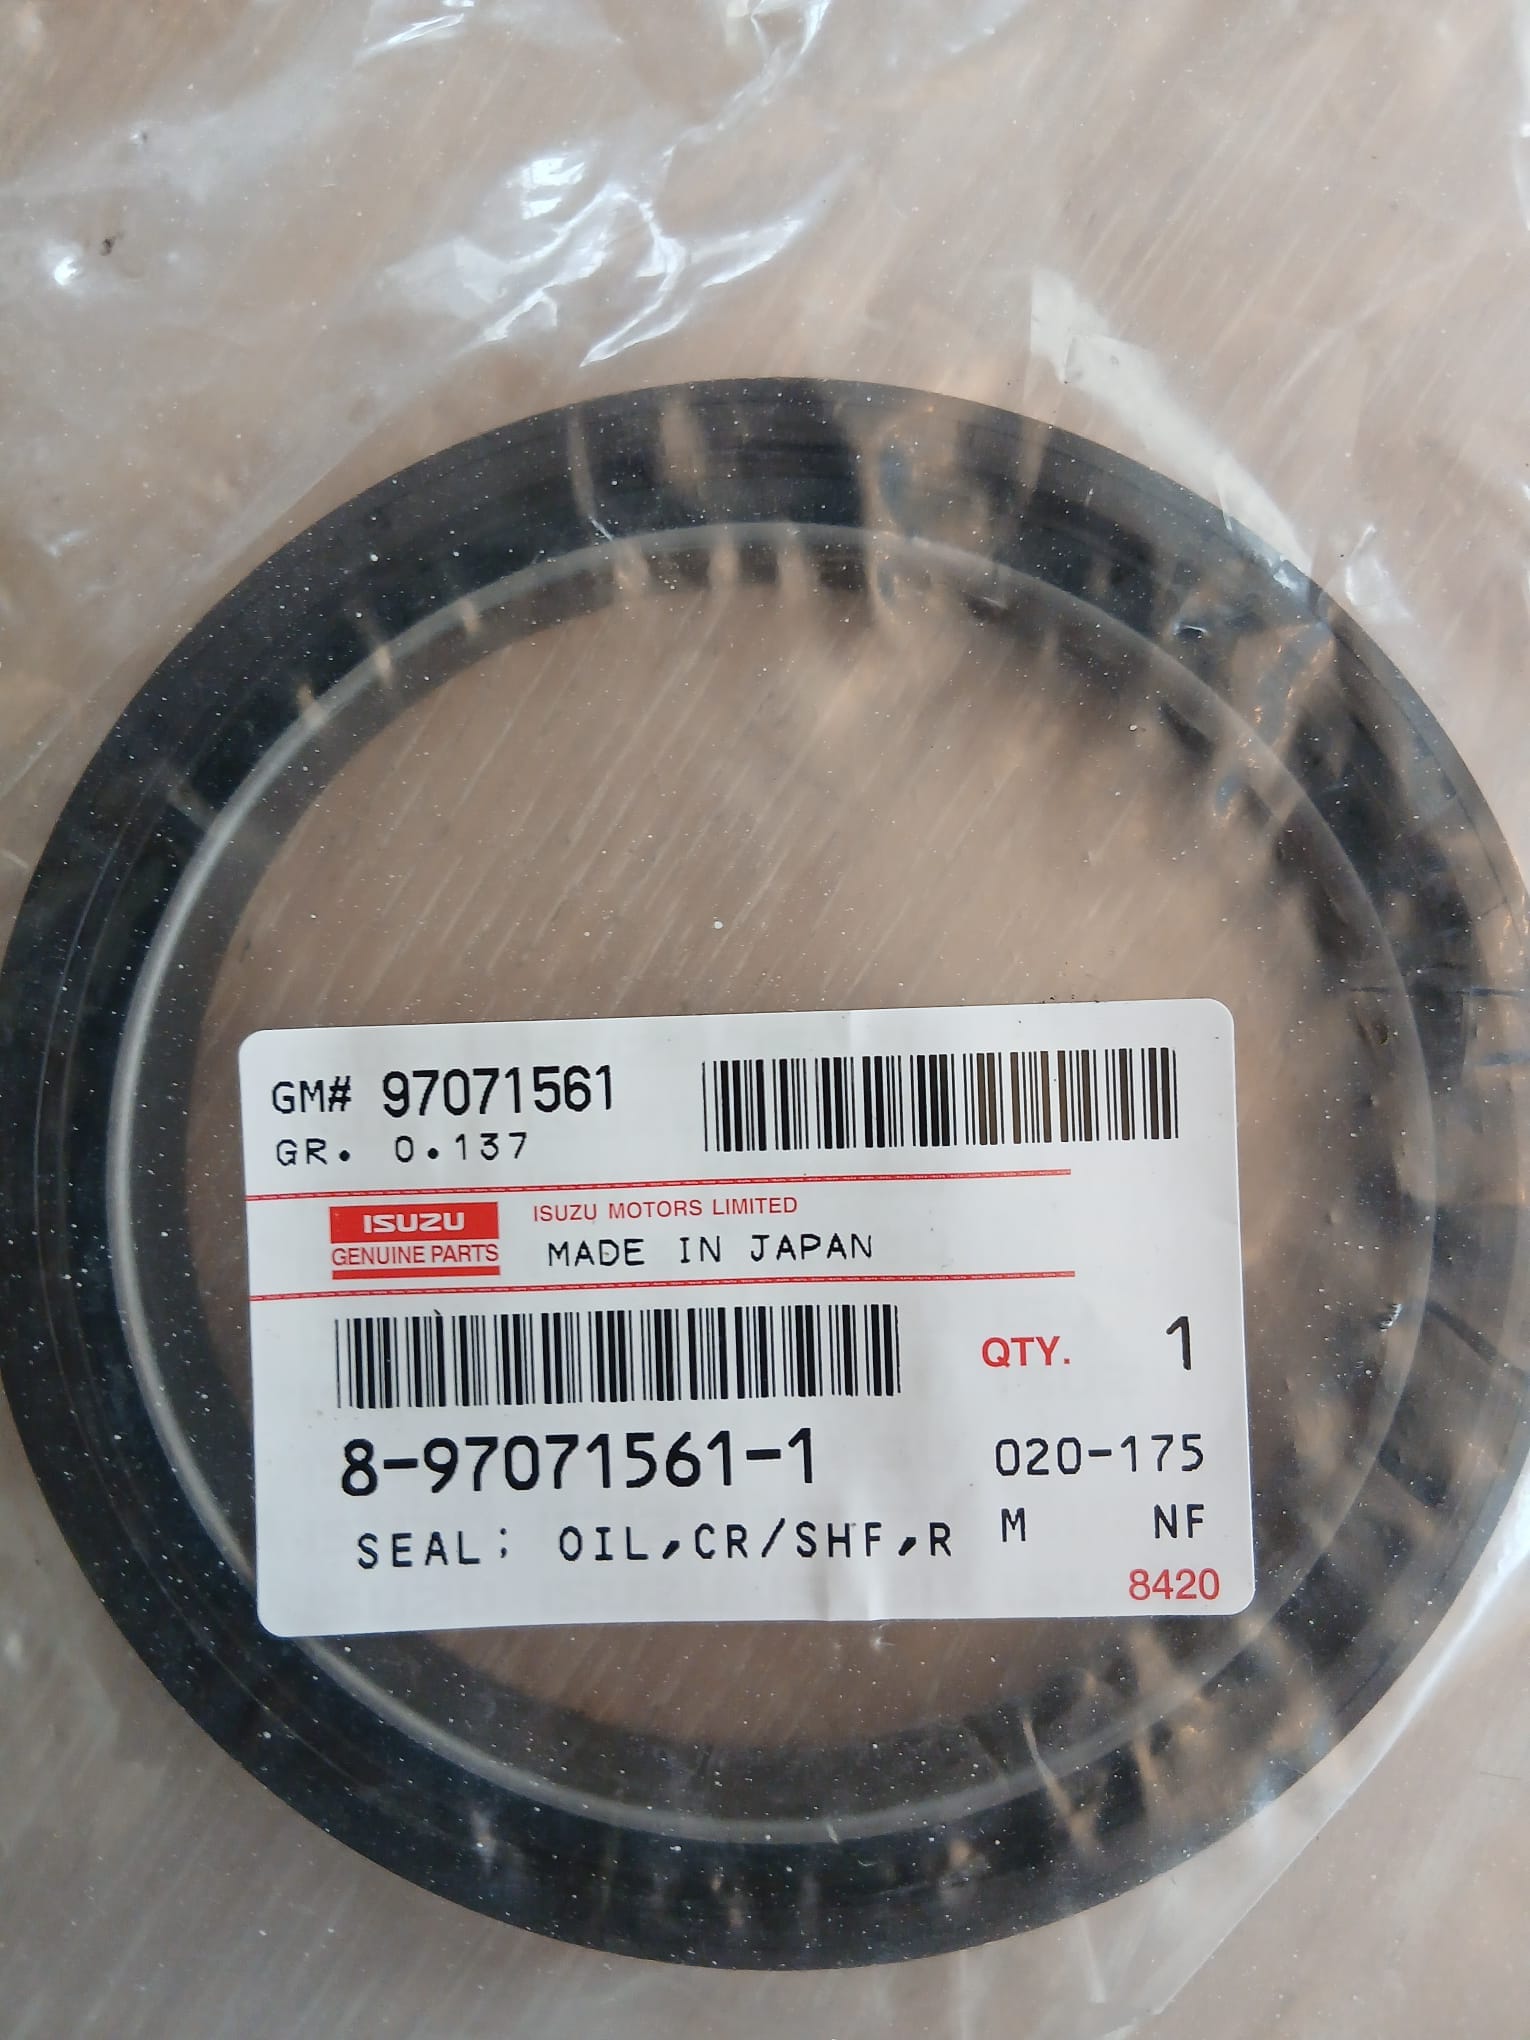 GM# 97071561
GR. 0.137
ISUZU
GENUINE PARTS
ISUZU MOTORS LIMITED
MADE IN JAPAN
QTY. 1
8-97071561-1
020-175
SEAL; OIL,CR/SHF,R
M NF
8420